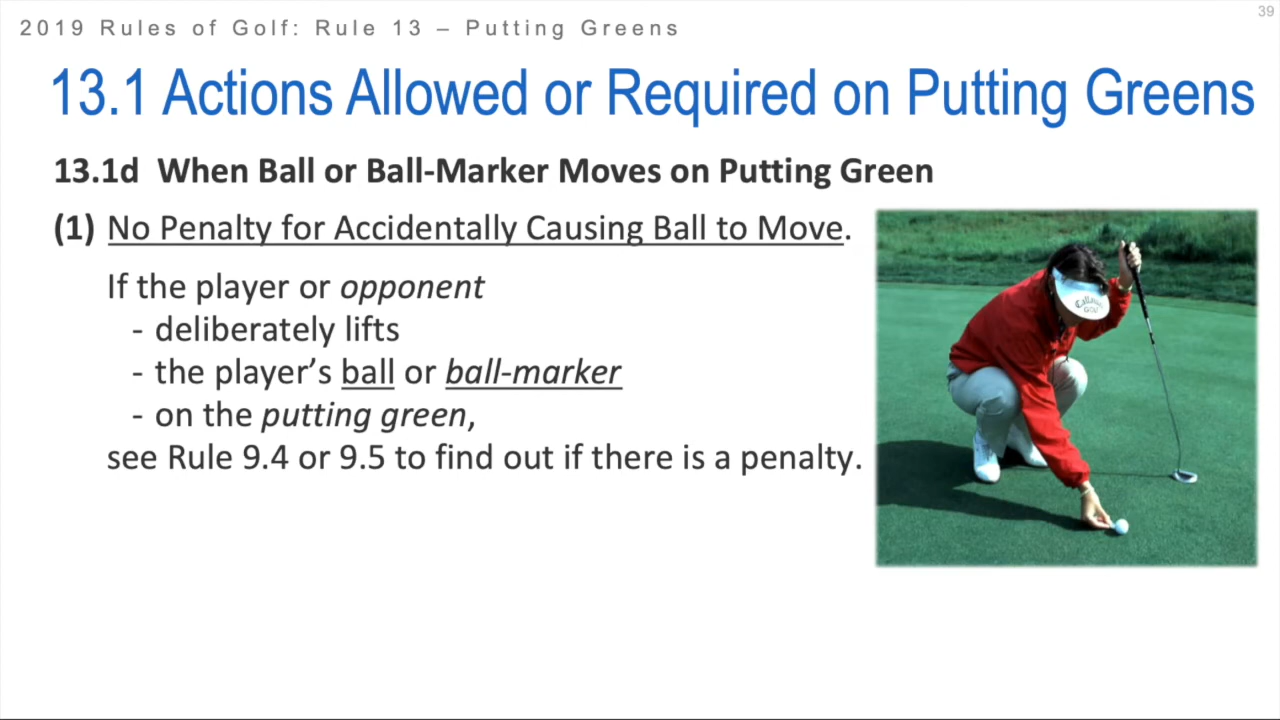 39
2019 Rules of Golf: Rule 13 – Putting Greens
13.1 Actions Allowed or Required on Putting Greens
13.1d When Ball or Ball-Marker Moves on Putting Green
(1) No Penalty for Accidentally Causing Ball to Move.
If the player or opponent
- deliberately lifts
- the player’s ball or ball-marker
- on the putting green,
see Rule 9.4 or 9.5 to find out if there is a penalty.
Callaway
GOLF